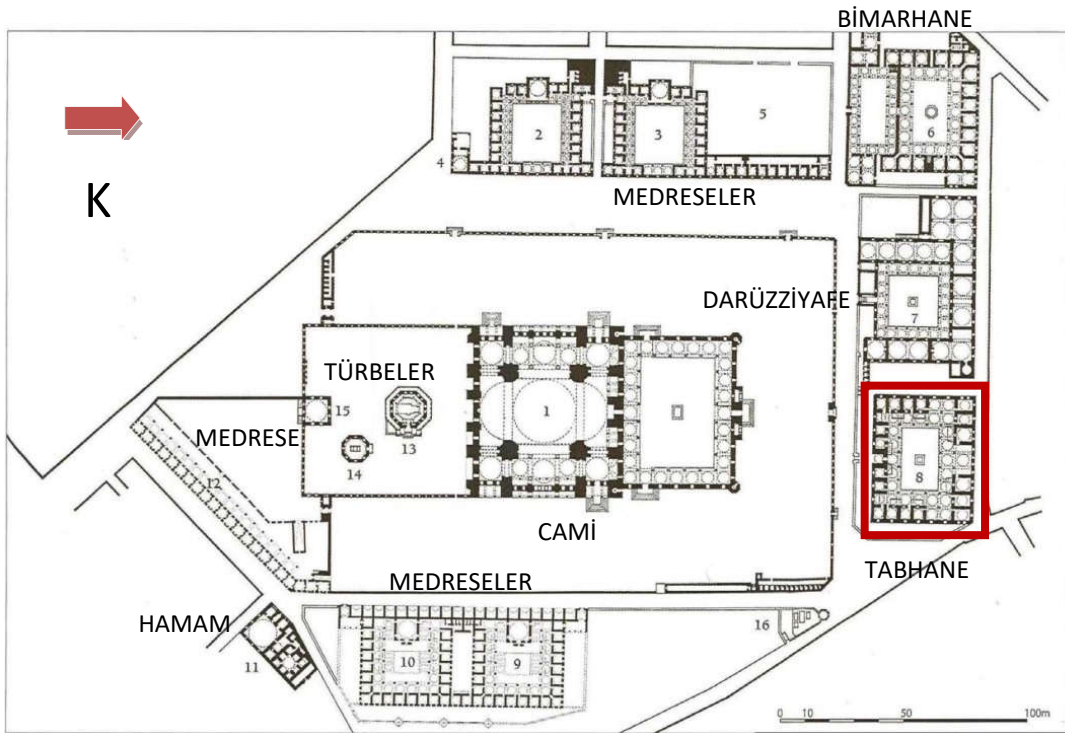 BİMARHANE
K
2
3
5
6
4
MEDRESELER
DARÜZZİYAFE
7
TÜRBELER
1
15
13
MEDRESE
14
8
12
CAMİ
TABHANE
MEDRESELER
HAMAM
16
11
10
9
0 10 50 100m